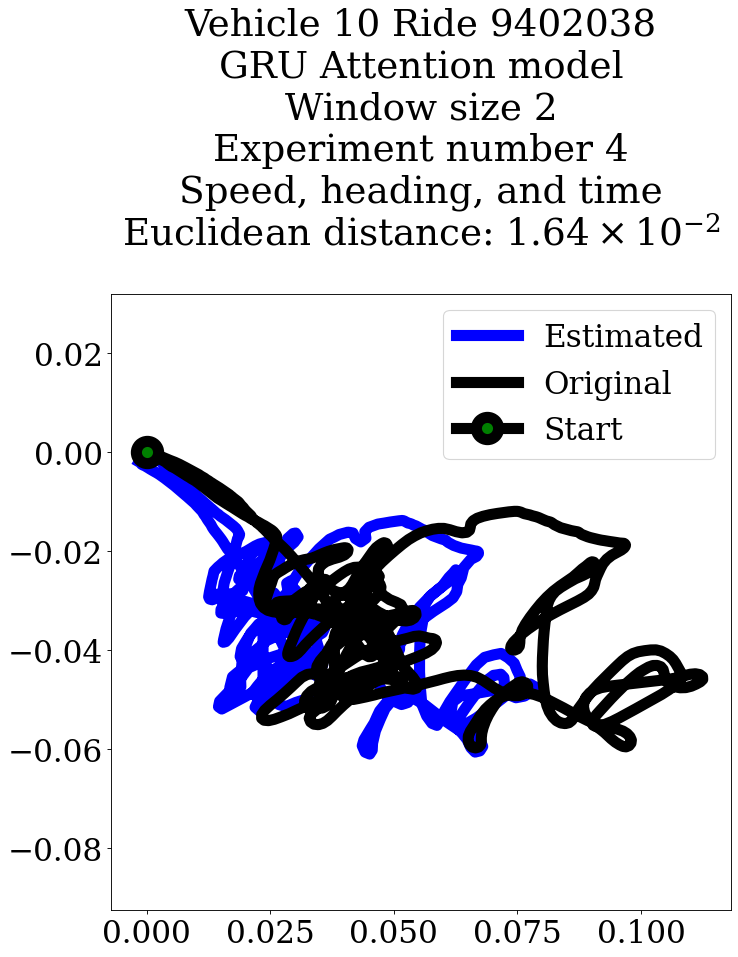 Vehicle 10 Ride 9402038
GRU Attention model
Window size 2
Experiment number 4
Speed, heading, and time
Euclidean distance: 1.64 × 10⁻²
Estimated
Original
Start
0.02
0.00
−0.02
−0.04
−0.06
−0.08
0.000 0.025 0.050 0.075 0.100